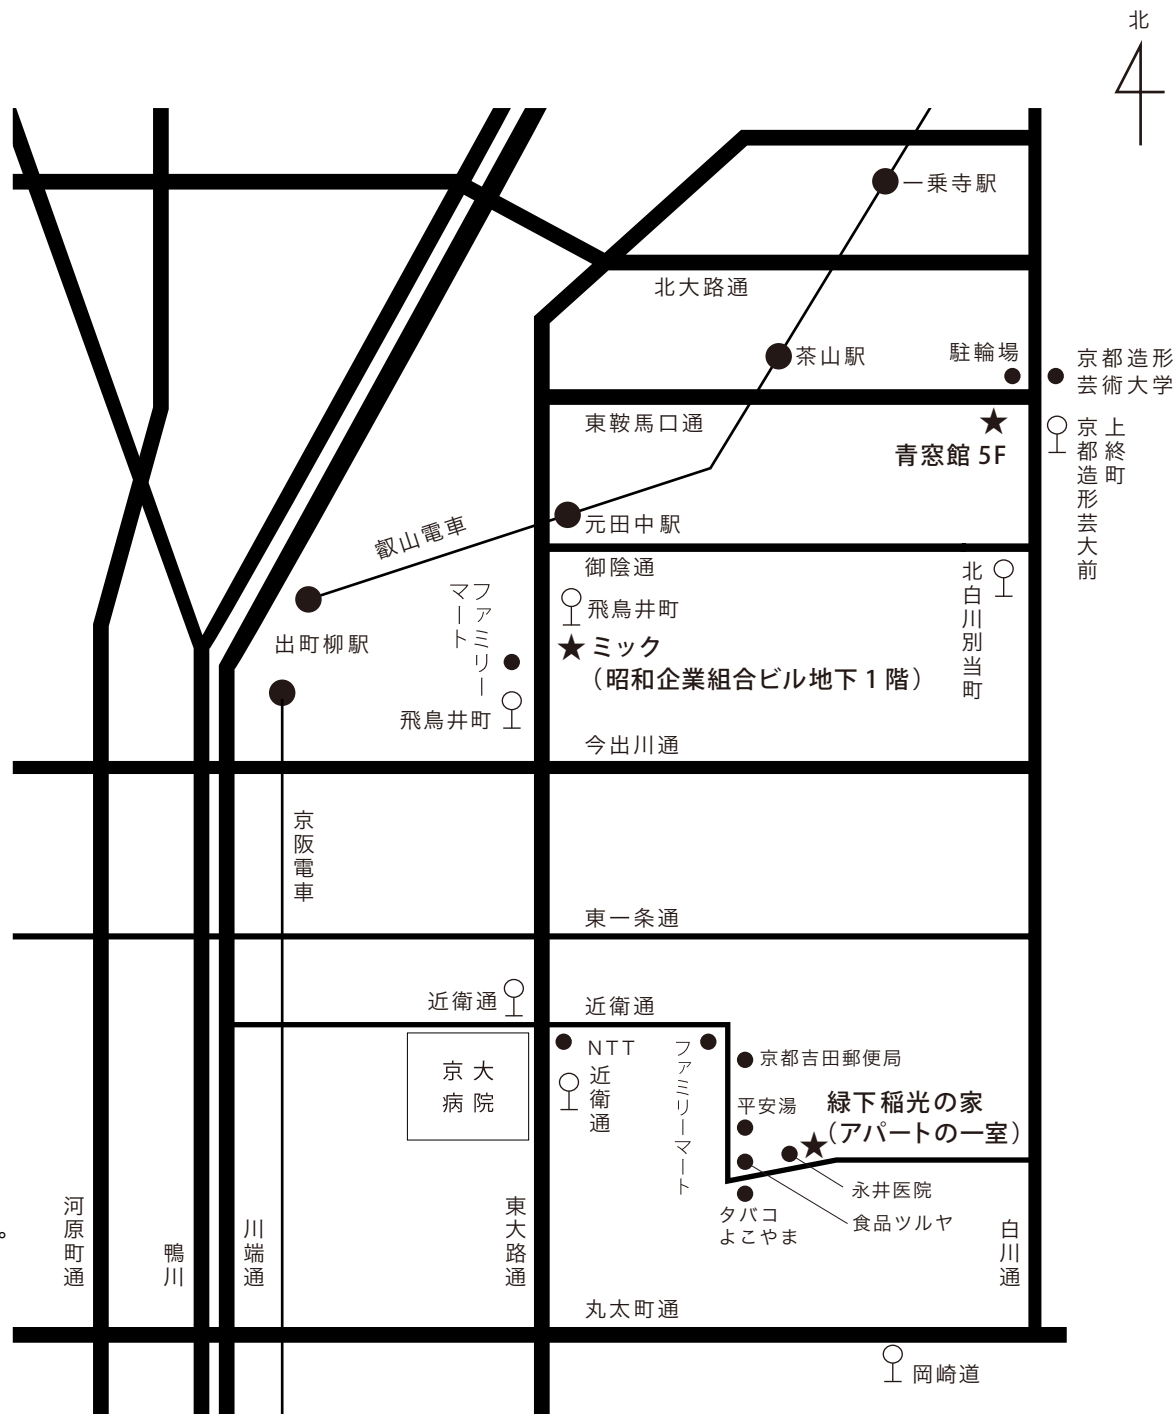 北
一乗寺駅
北大路通
茶山駅
駐輪場
京都造形
芸術大学
東鞍馬口通
青窓館 5F
上終町
京都造形芸大前
叡山電車
元田中駅
御陰通
北白川別当町
ファミリー
マート
飛鳥井町
出町柳駅
ミック
（昭和企業組合ビル地下 1 階）
飛鳥井町
今出川通
京阪電車
東一条通
近衛通
近衛通
京大
病院
NTT
近衛通
ファミリーマート
京都吉田郵便局
平安湯
緑下稲光の家
（アパートの一室）
永井医院
食品ツルヤ
タバコ
よこやま
河原町通
鴨川
川端通
東大路通
白川通
。
丸太町通
岡崎道